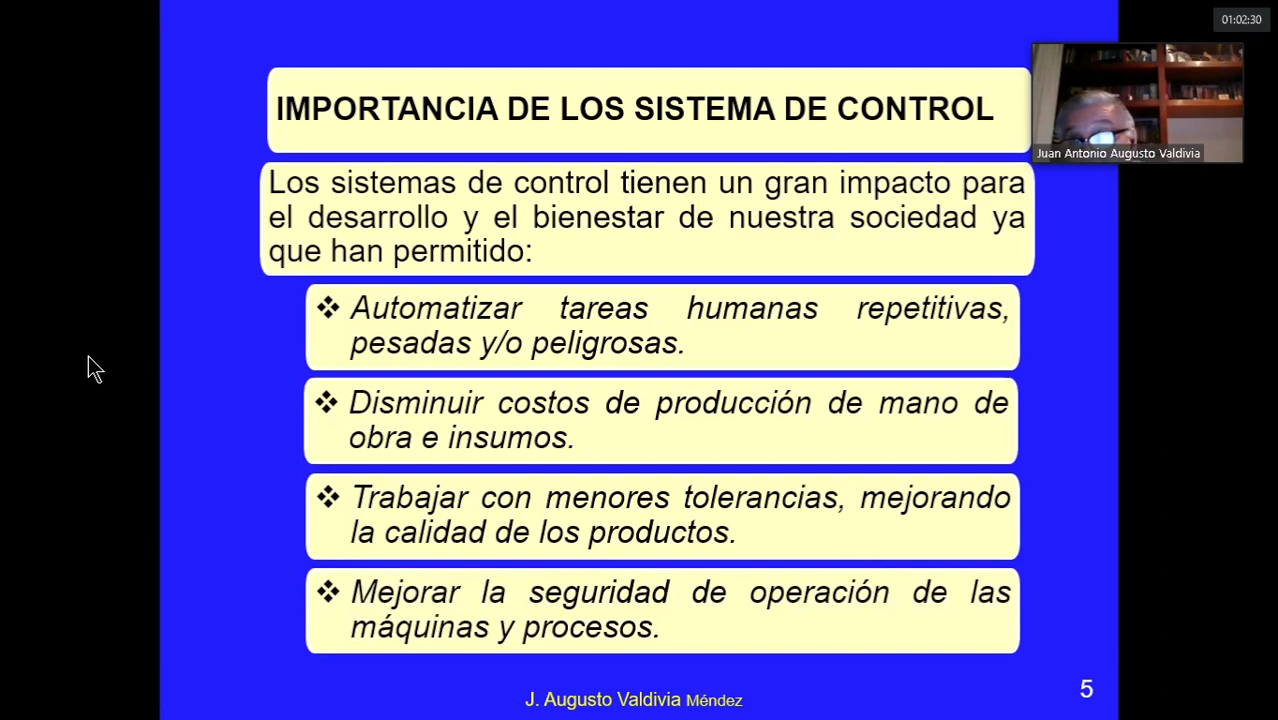 01:02:30
IMPORTANCIA DE LOS SISTEMA DE CONTROL
Juan Antonio Augusto Valdivia
Los sistemas de control tienen un gran impacto para
el desarrollo y el bienestar de nuestra sociedad ya
que han permitido:
❖ Automatizar tareas humanas repetitivas,
pesadas y/o peligrosas.
❖ Disminuir costos de producción de mano de
obra e insumos.
❖ Trabajar con menores tolerancias, mejorando
la calidad de los productos.
❖ Mejorar la seguridad de operación de las
máquinas y procesos.
J. Augusto Valdivia Méndez
5